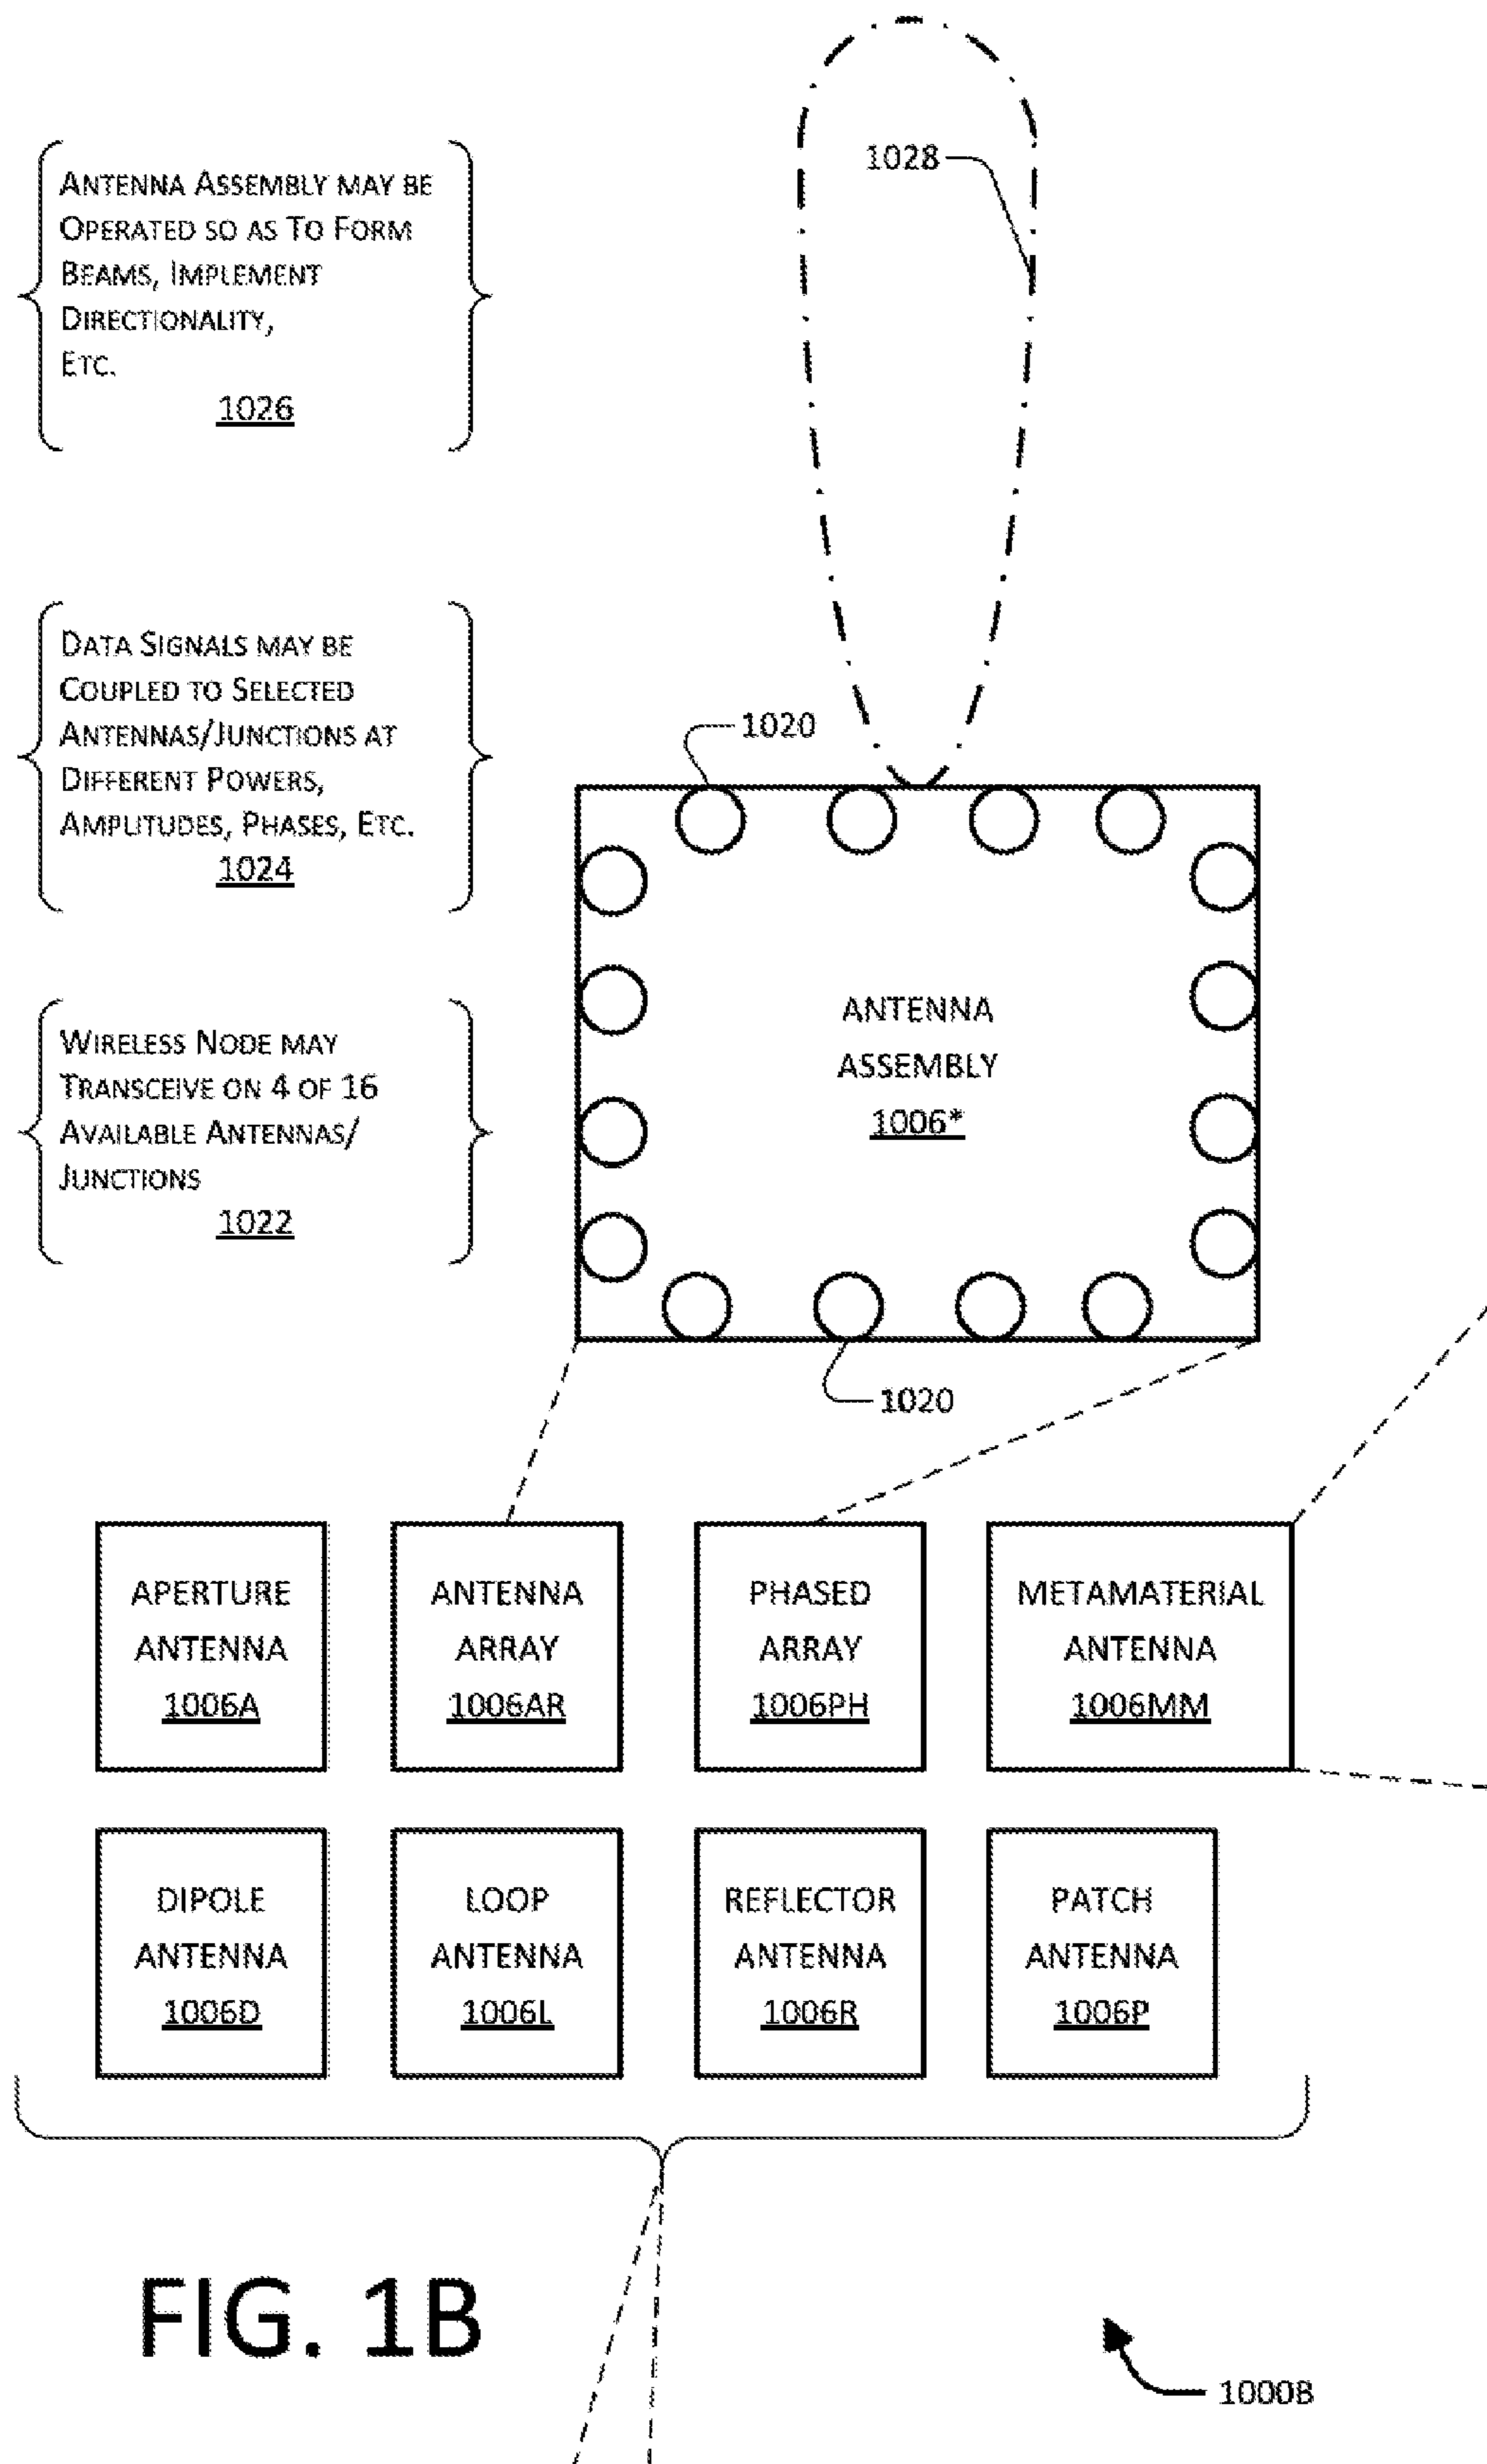 1028
ANTENNA ASSEMBLY MAY BE
OPERATED SO AS TO FORM
BEAMS, IMPLEMENT
DIRECTIONALITY,
ETC.
1026
DATA SIGNALS MAY BE
COUPLED TO SELECTED
ANTENNAS/JUNCTIONS AT
DIFFERENT POWERS,
AMPLITUDES, PHASES, ETC.
1024
1020
WIRELESS NODE MAY
TRANSCEIVE ON 4 OF 16
AVAILABLE ANTENNAS/
JUNCTIONS
1022
ANTENNA
ASSEMBLY
1006*
1020
APERTURE
ANTENNA
1006A
ANTENNA
ARRAY
1006AR
PHASED
ARRAY
1006PH
METAMATERIAL
ANTENNA
1006MM
DIPOLE
ANTENNA
1006D
LOOP
ANTENNA
1006L
REFLECTOR
ANTENNA
1006R
PATCH
ANTENNA
1006P
FIG. 1B
1000B